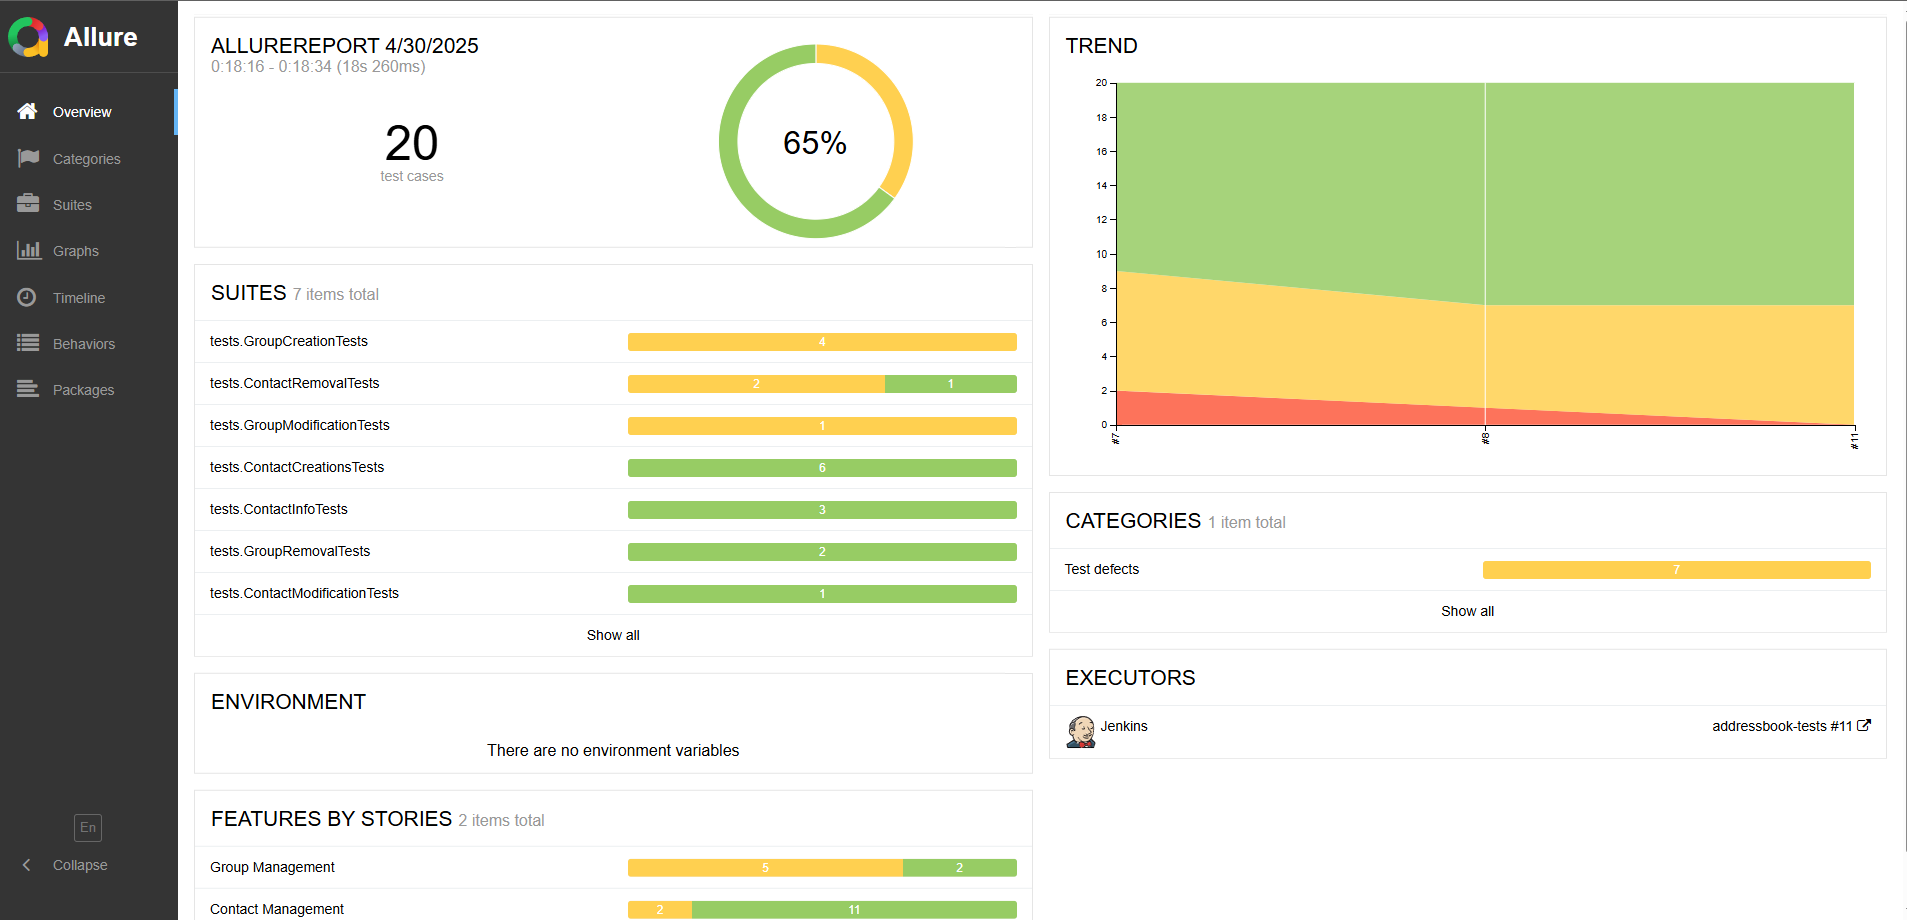 Allure
Overview
Categories
Suites
Graphs
Timeline
Behaviors
Packages
En
Collapse
ALLUREREPORT 4/30/2025
0:18:16 - 0:18:34 (18s 260ms)
20
test cases
65%
SUITES 7 items total
tests.GroupCreationTests 4
tests.ContactRemovalTests 2 1
tests.GroupModificationTests 1
tests.ContactCreationsTests 6
tests.ContactInfoTests 3
tests.GroupRemovalTests 2
tests.ContactModificationTests 1
Show all
ENVIRONMENT
There are no environment variables
FEATURES BY STORIES 2 items total
Group Management 5 2
Contact Management 2 11
TREND
20
18
16
14
12
10
8
6
4
2
0
#7 #8 #11
CATEGORIES 1 item total
Test defects 7
Show all
EXECUTORS
Jenkins addressbook-tests #11